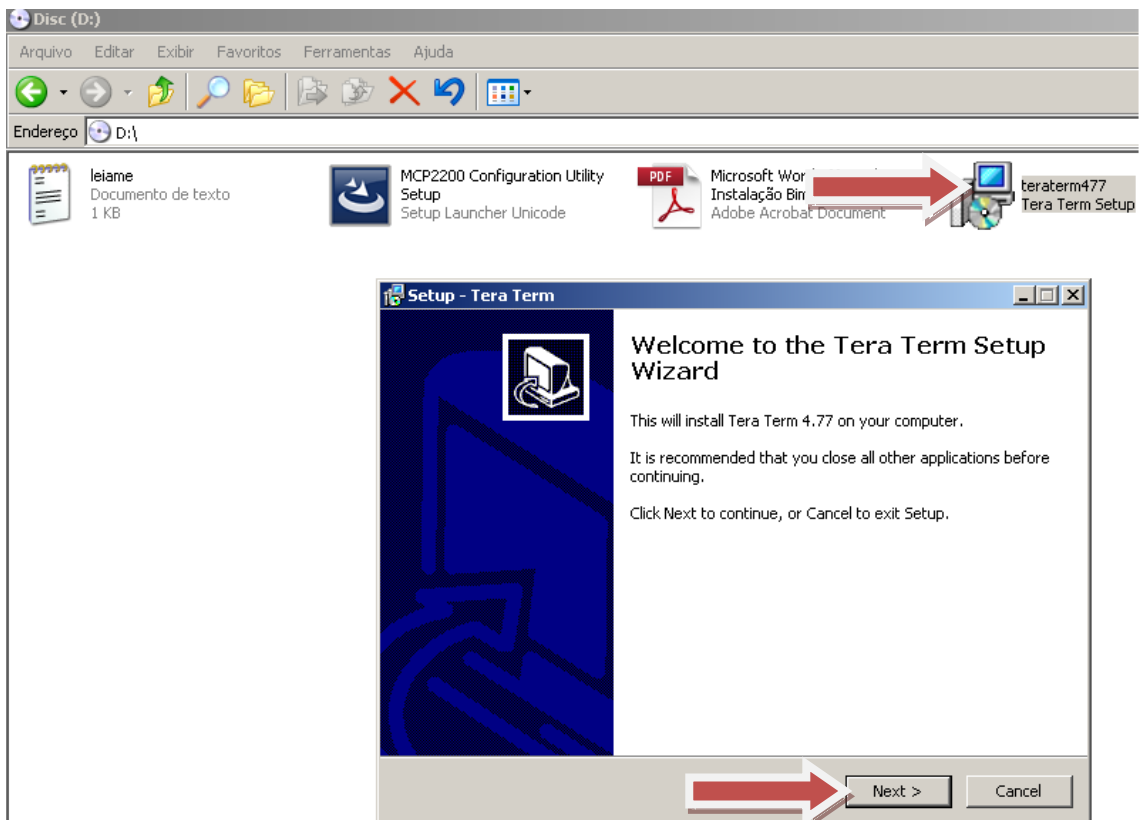 Disc (D:)
Arquivo Editar Exibir Favoritos Ferramentas Ajuda
Endereço D:\
leiame
Documento de texto
1 KB
MCP2200 Configuration Utility
Setup
Setup Launcher Unicode
PDF
Microsoft
Instalação
Adobe Acrobat Document
teraterm477
Tera Term Setup
Setup - Tera Term
Welcome to the Tera Term Setup
Wizard
This will install Tera Term 4.77 on your computer.
It is recommended that you close all other applications before
continuing.
Click Next to continue, or Cancel to exit Setup.
Next >
Cancel